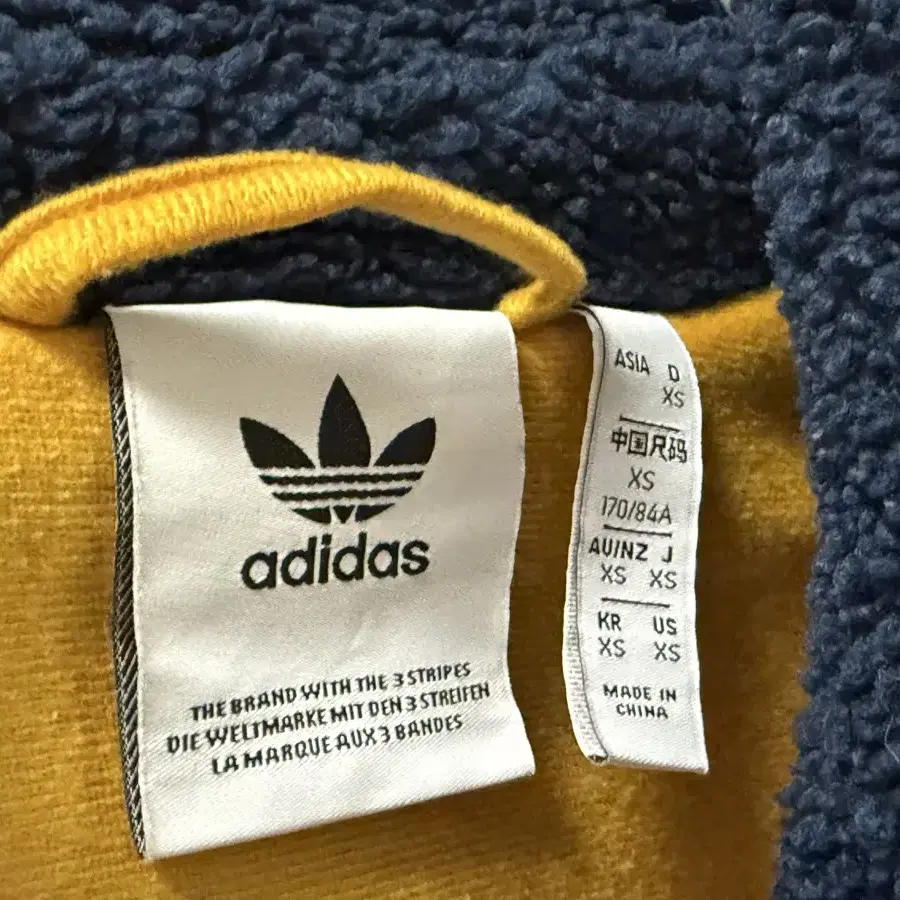 adidas
THE BRAND WITH THE 3 STRIPES
DIE WELTMARKE MIT DEN 3 STREIFEN
LA MARQUE AUX 3 BANDES
ASIA D
XS
中国尺码
XS
170/84A
AU/NZ J
XS XS
KR US
XS XS
MADE IN
CHINA